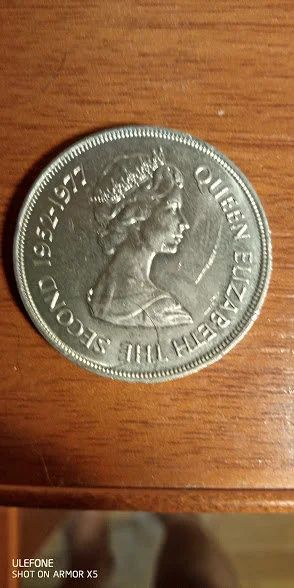 QUEEN ELIZABETH THE SECOND 1952-1977
ULEFONE
SHOT ON ARMOR X5